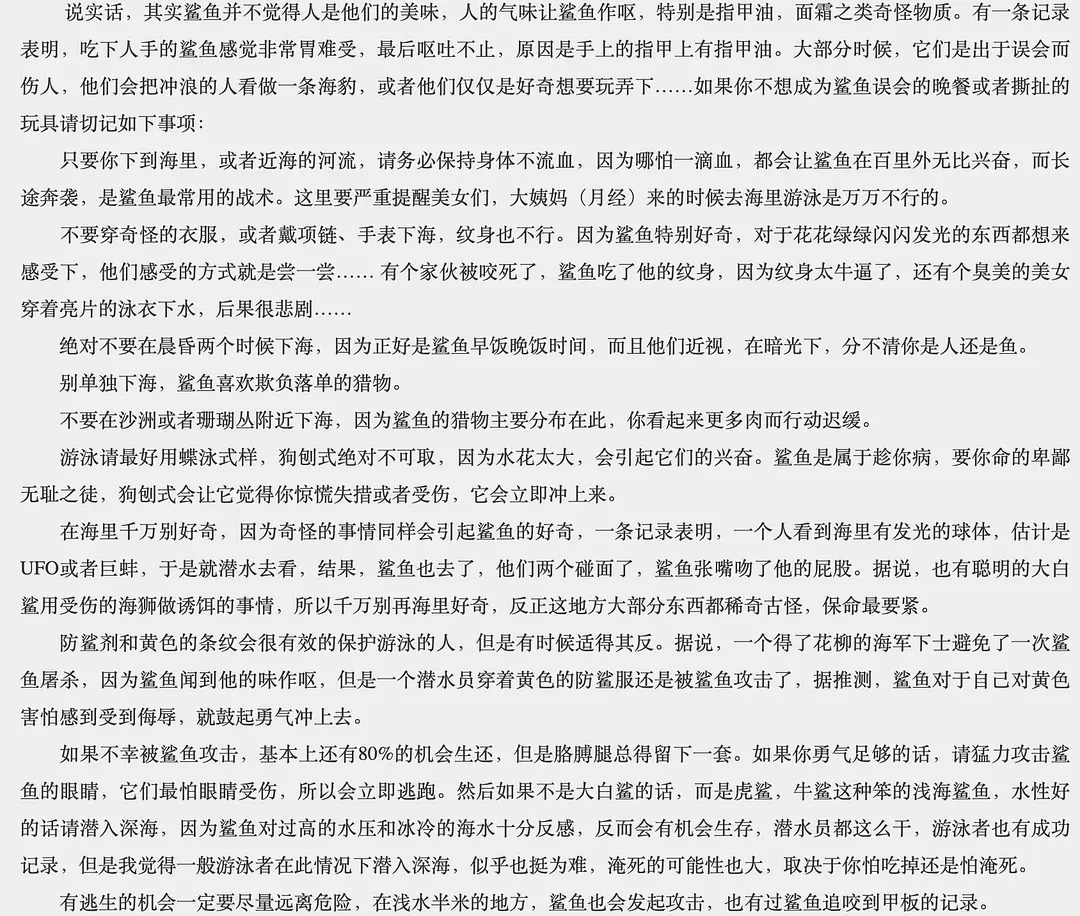 说实话，其实鲨鱼并不觉得人是他们的美味，人的气味让鲨鱼作呕，特别是指甲油，面霜之类奇怪物质。有一条记录
表明，吃下人手的鲨鱼感觉非常胃难受，最后呕吐不止，原因是手上的指甲上有指甲油。大部分时候，它们是出于误会而
伤人，他们会把冲浪的人看做一条海豹，或者他们仅仅是好奇想要玩弄下……如果你不想成为鲨鱼误会的晚餐或者撕扯的
玩具请切记如下事项：
只要你下到海里，或者近海的河流，请务必保持身体不流血，因为哪怕一滴血，都会让鲨鱼在百里外无比兴奋，而长
途奔袭，是鲨鱼最常用的战术。这里要严重提醒美女们，大姨妈（月经）来的时候去海里游泳是万万不行的。
不要穿奇怪的衣服，或者戴项链、手表下海，纹身也不行。因为鲨鱼特别好奇，对于花花绿绿闪闪发光的东西都想来
感受下，他们感受的方式就是尝一尝…… 有个家伙被咬死了，鲨鱼吃了他的纹身，因为纹身太牛逼了，还有个臭美的美女
穿着亮片的泳衣下水，后果很悲剧……
绝对不要在晨昏两个时候下海，因为正好是鲨鱼早饭晚饭时间，而且他们近视，在暗光下，分不清你是人还是鱼。
别单独下海，鲨鱼喜欢欺负落单的猎物。
不要在沙洲或者珊瑚丛附近下海，因为鲨鱼的猎物主要分布在此，你看起来更多肉而行动迟缓。
游泳请最好用蝶泳式样，狗刨式绝对不可取，因为水花太大，会引起它们的兴奋。鲨鱼是属于趁你病，要你命的卑鄙
无耻之徒，狗刨式会让它觉得你惊慌失措或者受伤，它会立即冲上来。
在海里千万别好奇，因为奇怪的事情同样会引起鲨鱼的好奇，一条记录表明，一个人看到海里有发光的球体，估计是
UFO或者巨蚌，于是就潜水去看，结果，鲨鱼也去了，他们两个碰面了，鲨鱼张嘴吻了他的屁股。据说，也有聪明的大白
鲨用受伤的海狮做诱饵的事情，所以千万别再海里好奇，反正这地方大部分东西都稀奇古怪，保命最要紧。
防鲨剂和黄色的条纹会很有效的保护游泳的人，但是有时候适得其反。据说，一个得了花柳的海军下士避免了一次鲨
鱼屠杀，因为鲨鱼闻到他的味作呕，但是一个潜水员穿着黄色的防鲨服还是被鲨鱼攻击了，据推测，鲨鱼对于自己对黄色
害怕感到受到侮辱，就鼓起勇气冲上去。
如果不幸被鲨鱼攻击，基本上还有80%的机会生还，但是胳膊腿总得留下一套。如果你勇气足够的话，请猛力攻击鲨
鱼的眼睛，它们最怕眼睛受伤，所以会立即逃跑。然后如果不是大白鲨的话，而是虎鲨，牛鲨这种笨的浅海鲨鱼，水性好
的话请潜入深海，因为鲨鱼对过高的水压和冰冷的海水十分反感，反而会有机会生存，潜水员都这么干，游泳者也有成功
记录，但是我觉得一般游泳者在此情况下潜入深海，似乎也挺为难，淹死的可能性也大，取决于你怕吃掉还是怕淹死。
有逃生的机会一定要尽量远离危险，在浅水半米的地方，鲨鱼也会发起攻击，也有过鲨鱼追咬到甲板的记录。